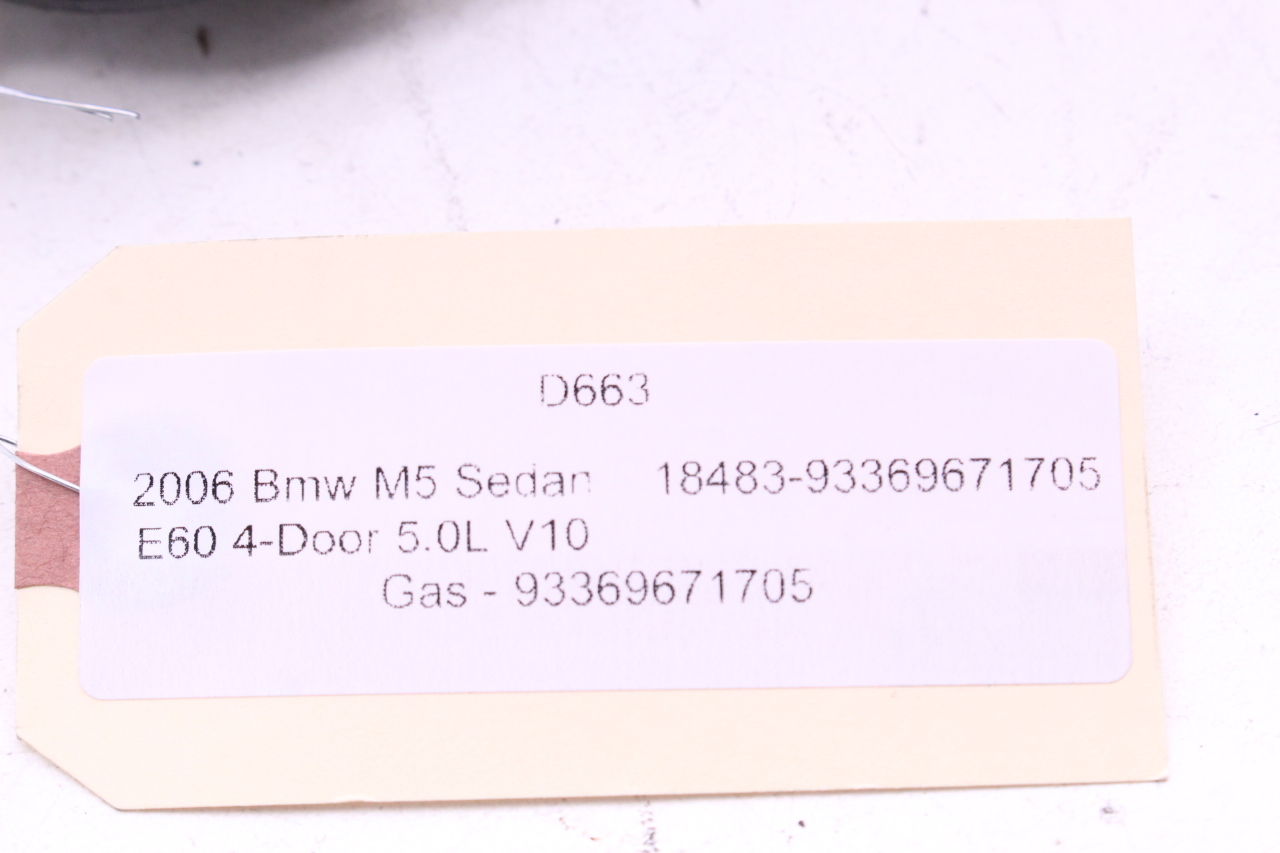 D663
2006 Bmw M5 Sedan 18483-93369671705
E60 4-Door 5.0L V10
Gas - 93369671705